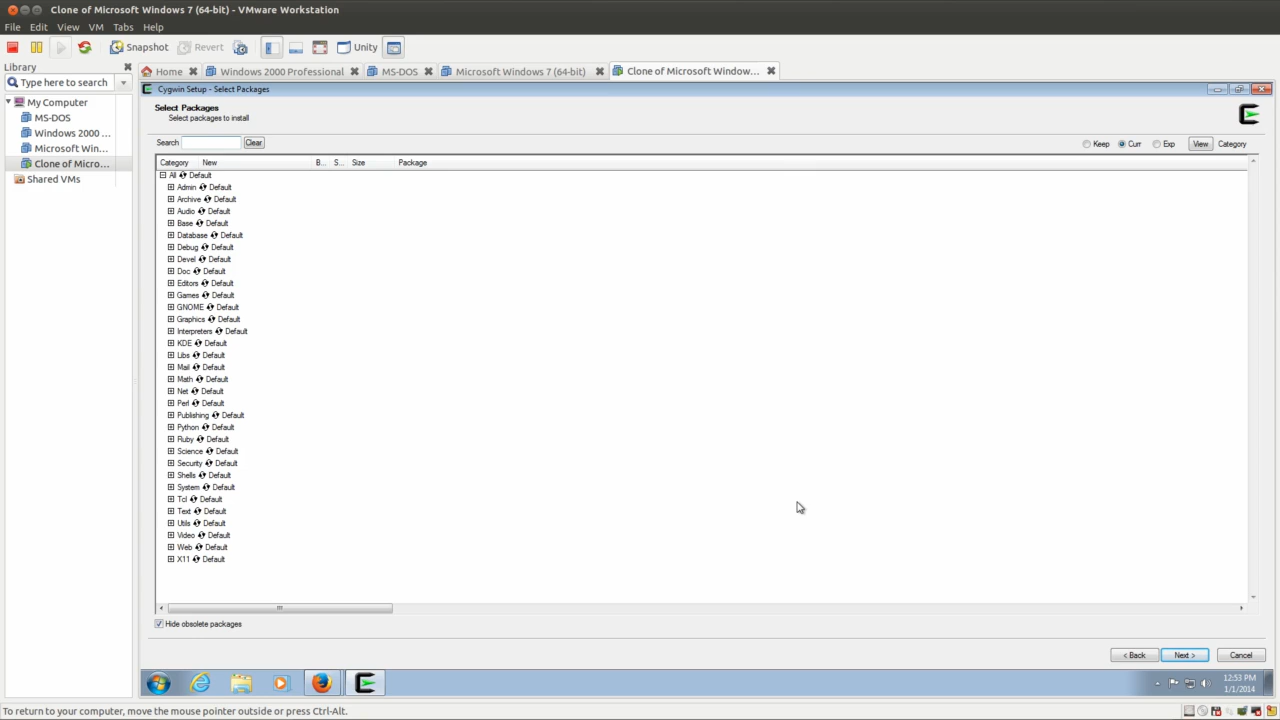 Clone of Microsoft Windows 7 (64-bit) - VMware Workstation
File Edit View VM Tabs Help
Snapshot Revert Unity
Library
Type here to search
My Computer
MS-DOS
Windows 2000 ...
Microsoft Win...
Clone of Micro...
Shared VMs
Home Windows 2000 Professional MS-DOS Microsoft Windows 7 (64-bit) Clone of Microsoft Window...
Cygwin Setup - Select Packages
Select Packages
Select packages to install
Search Clear Keep Curr Exp View Category
Category New B... S... Size Package
All Default
Admin Default
Archive Default
Audio Default
Base Default
Database Default
Debug Default
Devel Default
Doc Default
Editors Default
Games Default
GNOME Default
Graphics Default
Interpreters Default
KDE Default
Libs Default
Mail Default
Math Default
Net Default
Perl Default
Publishing Default
Python Default
Ruby Default
Science Default
Security Default
Shells Default
System Default
Tcl Default
Text Default
Utils Default
Video Default
Web Default
X11 Default
Hide obsolete packages
< Back Next > Cancel
12:53 PM
1/1/2014
To return to your computer, move the mouse pointer outside or press Ctrl-Alt.